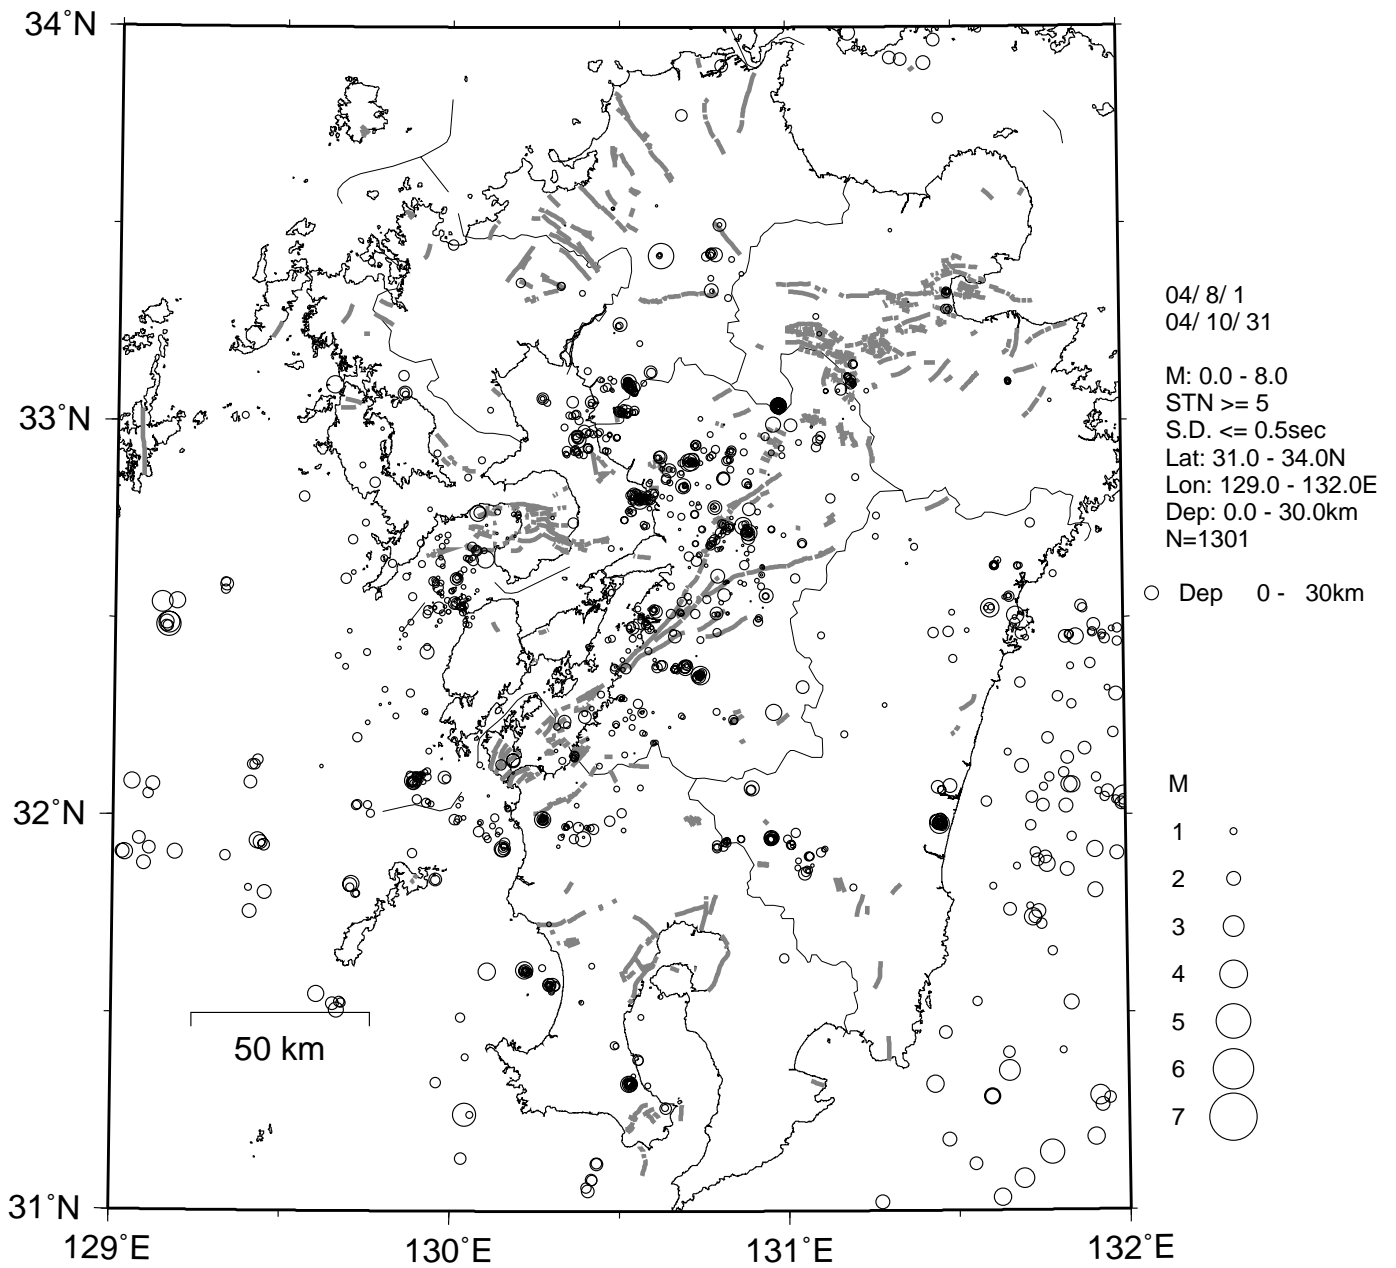 34˚N
33˚N
32˚N
31˚N
129˚E
130˚E
131˚E
132˚E
50 km
04/ 8/ 1
04/ 10/ 31
M: 0.0 - 8.0
STN >= 5
S.D. <= 0.5sec
Lat: 31.0 - 34.0N
Lon: 129.0 - 132.0E
Dep: 0.0 - 30.0km
N=1301
Dep 0 - 30km
M
1
2
3
4
5
6
7